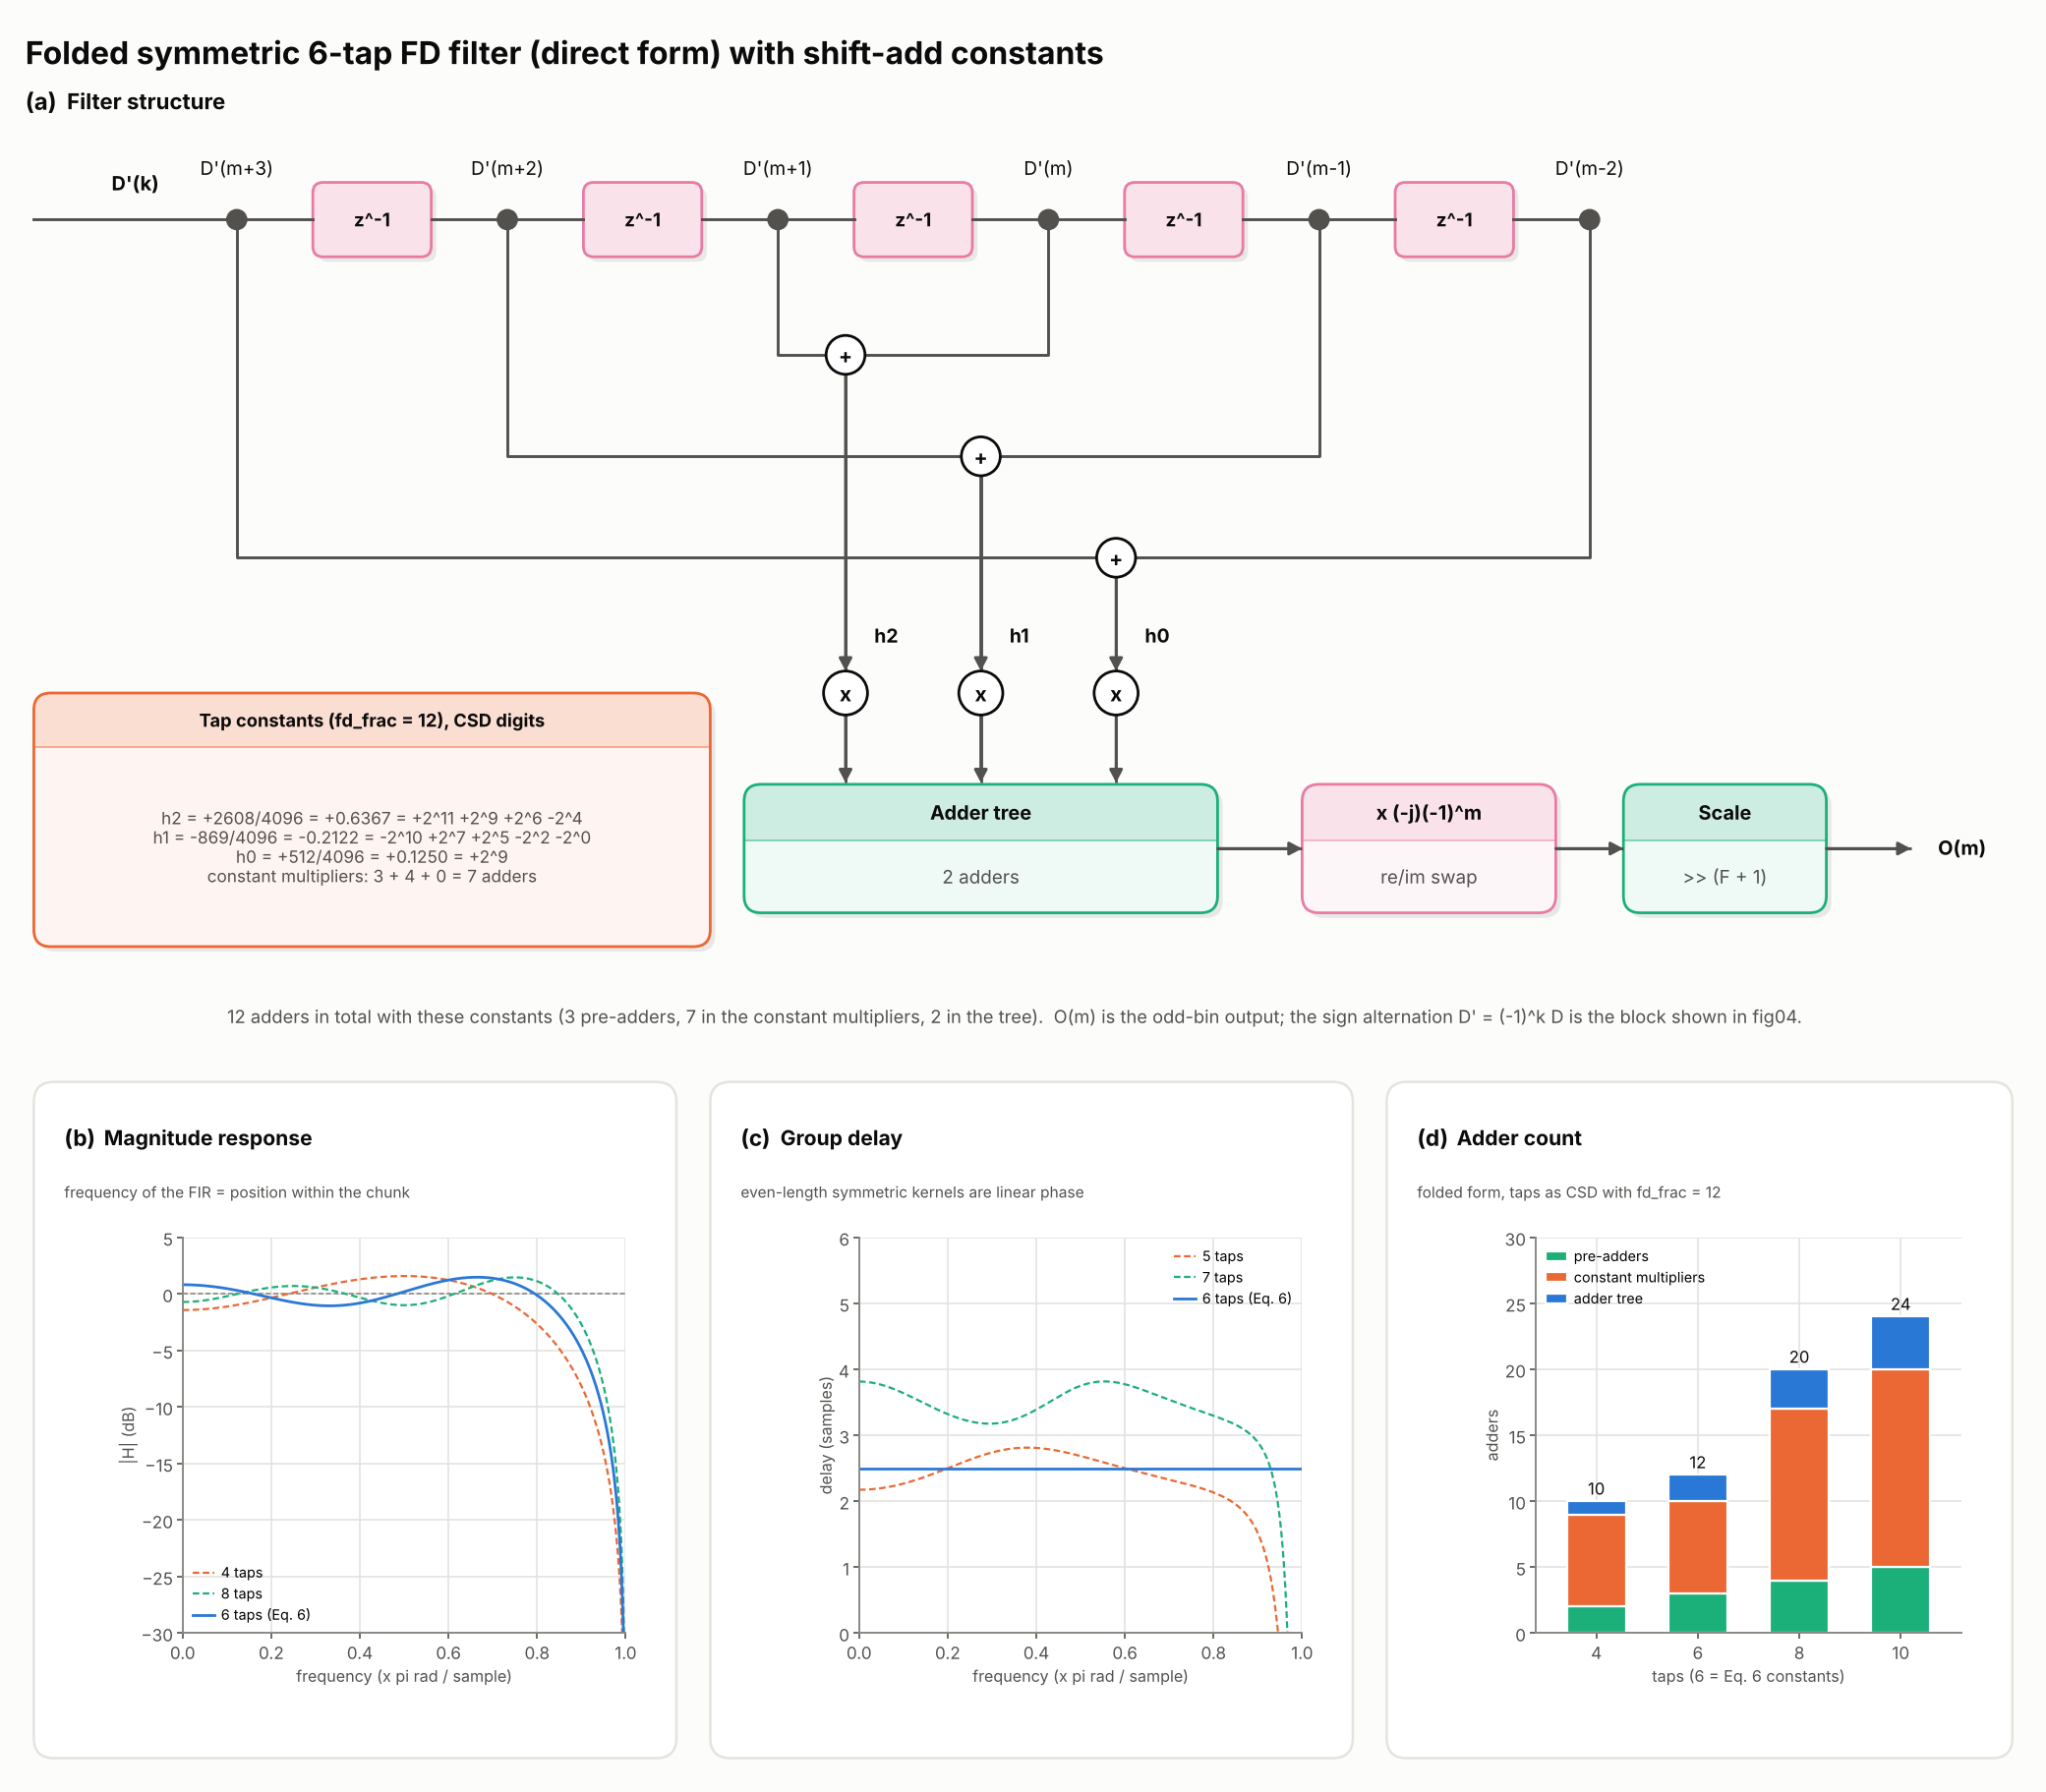 Folded symmetric 6-tap FD filter (direct form) with shift-add constants
(a) Filter structure
D'(k)
D'(m+3)
D'(m+2)
D'(m+1)
D'(m)
D'(m-1)
D'(m-2)
z^-1
z^-1
z^-1
z^-1
z^-1
+
+
+
h2
h1
h0
x
x
x
Tap constants (fd_frac = 12), CSD digits
h2 = +2608/4096 = +0.6367 = +2^11 +2^9 +2^6 -2^4
h1 = -869/4096 = -0.2122 = -2^10 +2^7 +2^5 -2^2 -2^0
h0 = +512/4096 = +0.1250 = +2^9
constant multipliers: 3 + 4 + 0 = 7 adders
Adder tree
2 adders
x (-j)(-1)^m
re/im swap
Scale
>> (F + 1)
O(m)
12 adders in total with these constants (3 pre-adders, 7 in the constant multipliers, 2 in the tree).  O(m) is the odd-bin output; the sign alternation D' = (-1)^k D is the block shown in fig04.
(b) Magnitude response
frequency of the FIR = position within the chunk
5
0
−5
−10
−15
−20
−25
−30
|H| (dB)
4 taps
8 taps
6 taps (Eq. 6)
0.0 0.2 0.4 0.6 0.8 1.0
frequency (x pi rad / sample)
(c) Group delay
even-length symmetric kernels are linear phase
6
5
4
3
2
1
0
delay (samples)
5 taps
7 taps
6 taps (Eq. 6)
0.0 0.2 0.4 0.6 0.8 1.0
frequency (x pi rad / sample)
(d) Adder count
folded form, taps as CSD with fd_frac = 12
30
25
20
15
10
5
0
adders
pre-adders
constant multipliers
adder tree
10
12
20
24
4 6 8 10
taps (6 = Eq. 6 constants)